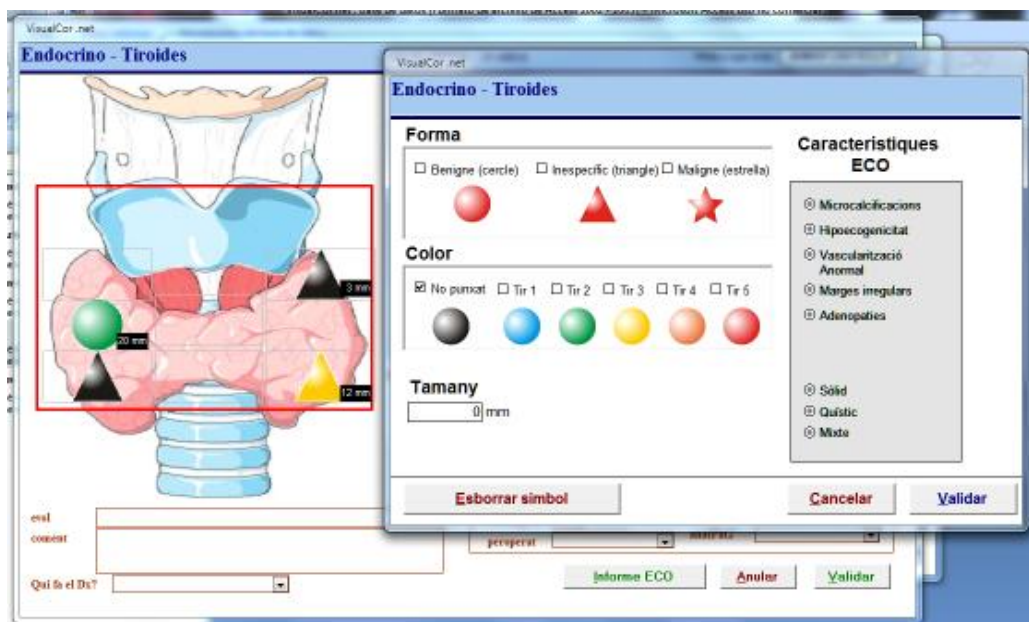 VisualCor .net
Endocrino - Tiroides
3 mm
20 mm
12 mm
eval
coment
Qui fa el Dx?
peroperat
Informe ECO
Anular
Validar
VisualCor .net
Endocrino - Tiroides
Forma
Benigne (cercle) Inespecífic (triangle) Maligne (estrella)
Color
No punxat Tir 1 Tir 2 Tir 3 Tir 4 Tir 5
Tamany
0 mm
Caracteristiques
ECO
Microcalcificacions
Hipoecogenicitat
Vascularització
Anormal
Marges irregulars
Adenopaties
Sòlid
Quístic
Mixte
Esborrar simbol
Cancelar
Validar